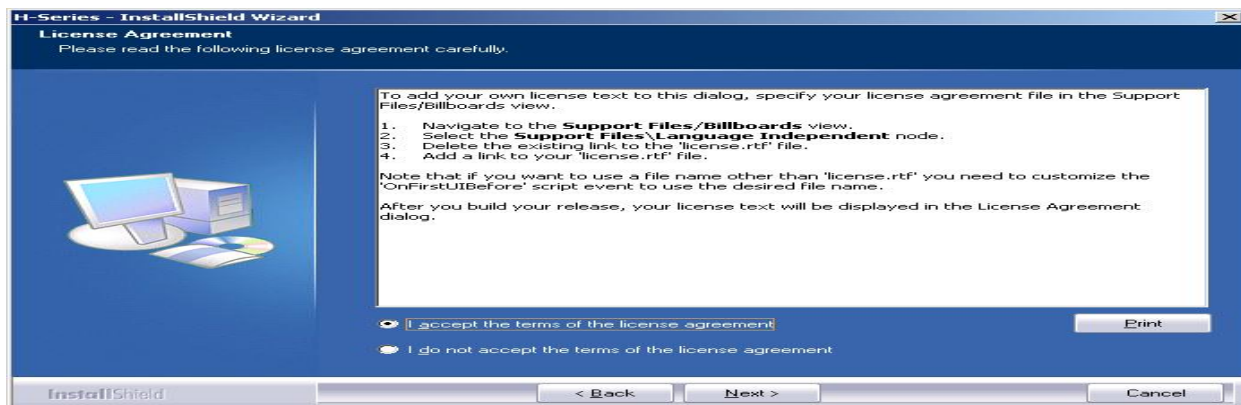 H-Series - InstallShield Wizard
License Agreement
Please read the following license agreement carefully.
To add your own license text to this dialog, specify your license agreement file in the Support
Files/Billboards view.
1. Navigate to the Support Files/Billboards view.
2. Select the Support Files\Language Independent node.
3. Delete the existing link to the 'license.rtf' file.
4. Add a link to your 'license.rtf' file.
Note that if you want to use a file name other than 'license.rtf' you need to customize the
'OnFirstUIBefore' script event to use the desired file name.
After you build your release, your license text will be displayed in the License Agreement
dialog.
I accept the terms of the license agreement
Print
I do not accept the terms of the license agreement
InstallShield
< Back
Next >
Cancel